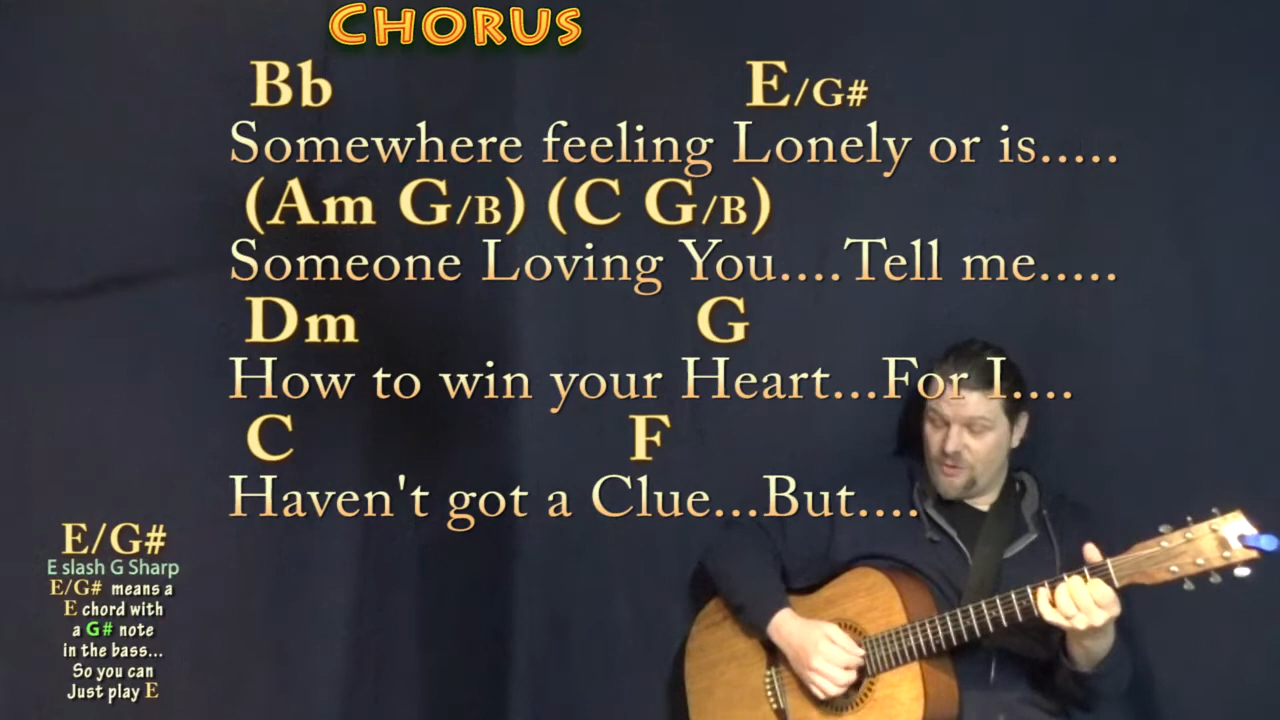 CHORUS
Bb E/G#
Somewhere feeling Lonely or is.....
(Am G/B) (C G/B)
Someone Loving You....Tell me.....
Dm G
How to win your Heart...For I....
C F
Haven't got a Clue...But....
E/G#
E slash G Sharp
E/G# means a
E chord with
a G# note
in the bass...
So you can
Just play E